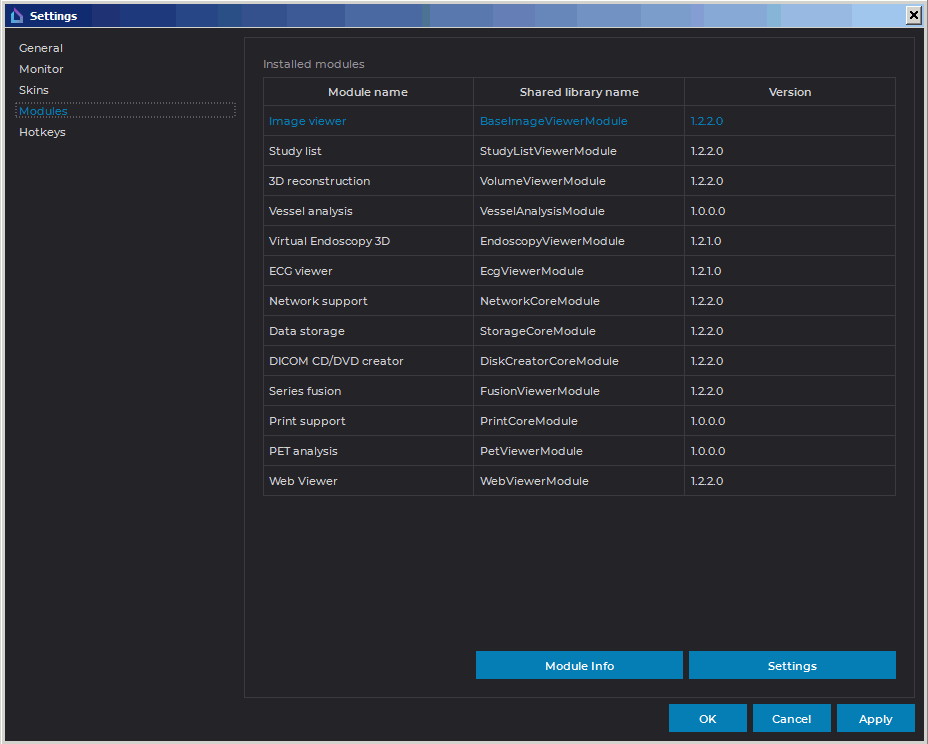 Settings
General
Monitor
Skins
Modules
Hotkeys
Installed modules
Module name Shared library name Version
Image viewer BaseImageViewerModule 1.2.2.0
Study list StudyListViewerModule 1.2.2.0
3D reconstruction VolumeViewerModule 1.2.2.0
Vessel analysis VesselAnalysisModule 1.0.0.0
Virtual Endoscopy 3D EndoscopyViewerModule 1.2.1.0
ECG viewer EcgViewerModule 1.2.1.0
Network support NetworkCoreModule 1.2.2.0
Data storage StorageCoreModule 1.2.2.0
DICOM CD/DVD creator DiskCreatorCoreModule 1.2.2.0
Series fusion FusionViewerModule 1.2.2.0
Print support PrintCoreModule 1.0.0.0
PET analysis PetViewerModule 1.0.0.0
Web Viewer WebViewerModule 1.2.2.0
Module Info Settings
OK Cancel Apply